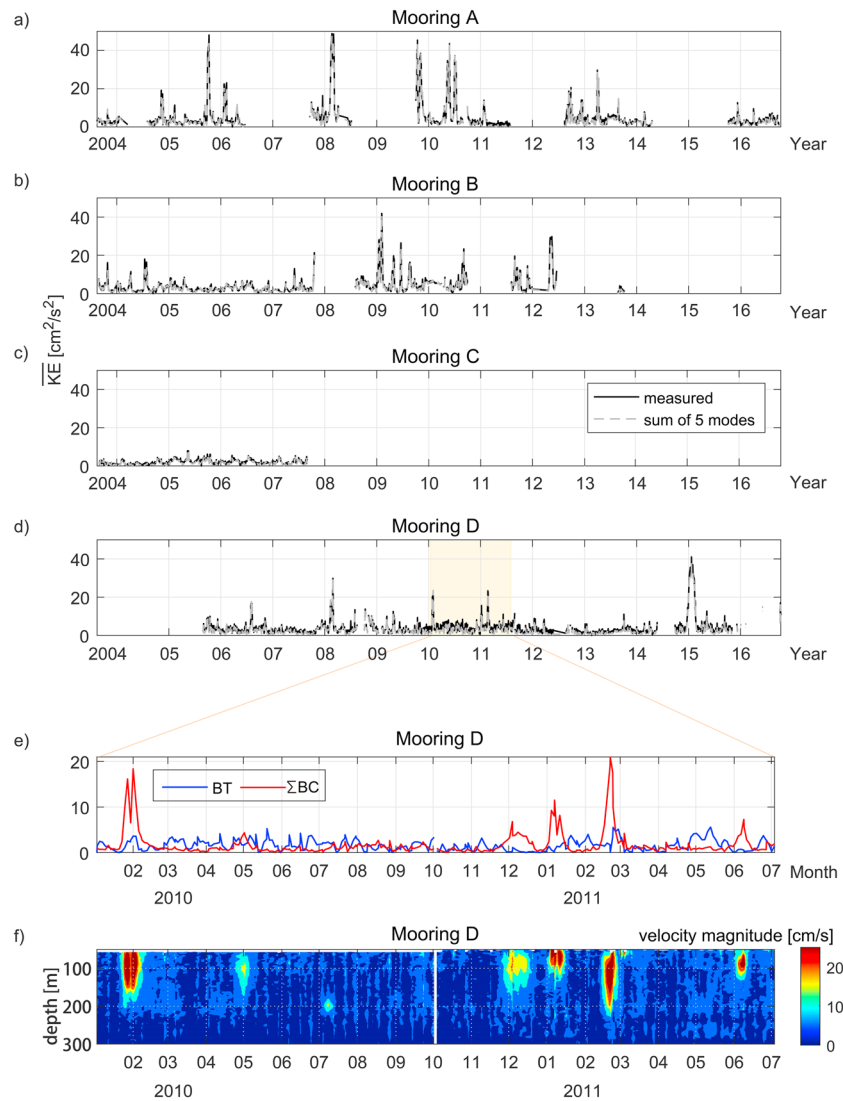 a)
Mooring A
40
20
0
2004 05 06 07 08 09 10 11 12 13 14 15 16 Year
b)
Mooring B
40
20
0
2004 05 06 07 08 09 10 11 12 13 14 15 16 Year
KE [cm²/s²]
c)
Mooring C
40
20
0
measured
sum of 5 modes
2004 05 06 07 08 09 10 11 12 13 14 15 16 Year
d)
Mooring D
40
20
0
2004 05 06 07 08 09 10 11 12 13 14 15 16 Year
e)
Mooring D
20
10
0
BT ΣBC
02 03 04 05 06 07 08 09 10 11 12 01 02 03 04 05 06 07 Month
2010 2011
f)
Mooring D
velocity magnitude [cm/s]
depth [m]
100
200
300
20
10
0
02 03 04 05 06 07 08 09 10 11 12 01 02 03 04 05 06 07
2010 2011